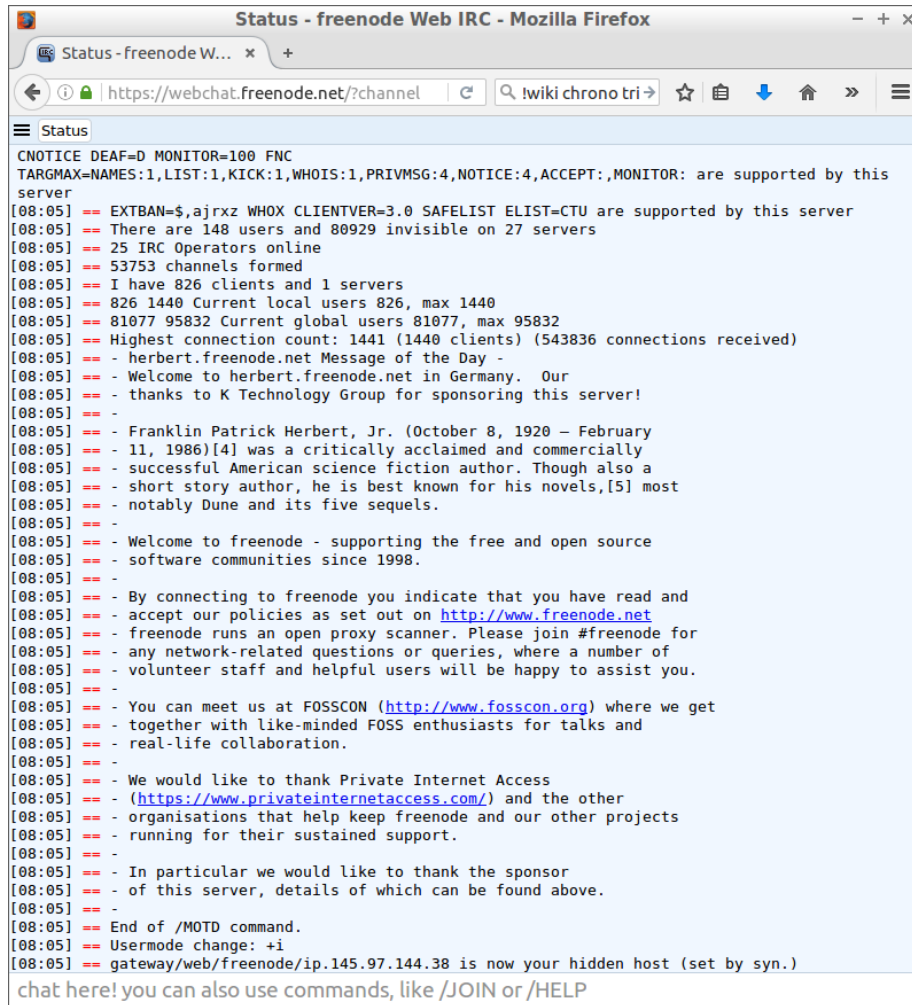 Status - freenode Web IRC - Mozilla Firefox
Status - freenode W...
https://webchat.freenode.net/?channel
!wiki chrono tri
Status
CNOTICE DEAF=D MONITOR=100 FNC
TARGMAX=NAMES:1,LIST:1,KICK:1,WHOIS:1,PRIVMSG:4,NOTICE:4,ACCEPT:,MONITOR: are supported by this
server
[08:05] == EXTBAN=$,ajrxz WHOX CLIENTVER=3.0 SAFELIST ELIST=CTU are supported by this server
[08:05] == There are 148 users and 80929 invisible on 27 servers
[08:05] == 25 IRC Operators online
[08:05] == 53753 channels formed
[08:05] == I have 826 clients and 1 servers
[08:05] == 826 1440 Current local users 826, max 1440
[08:05] == 81077 95832 Current global users 81077, max 95832
[08:05] == Highest connection count: 1441 (1440 clients) (543836 connections received)
[08:05] == - herbert.freenode.net Message of the Day -
[08:05] == - Welcome to herbert.freenode.net in Germany.  Our
[08:05] == - thanks to K Technology Group for sponsoring this server!
[08:05] == -
[08:05] == - Franklin Patrick Herbert, Jr. (October 8, 1920 – February
[08:05] == - 11, 1986)[4] was a critically acclaimed and commercially
[08:05] == - successful American science fiction author. Though also a
[08:05] == - short story author, he is best known for his novels,[5] most
[08:05] == - notably Dune and its five sequels.
[08:05] == -
[08:05] == - Welcome to freenode - supporting the free and open source
[08:05] == - software communities since 1998.
[08:05] == -
[08:05] == - By connecting to freenode you indicate that you have read and
[08:05] == - accept our policies as set out on http://www.freenode.net
[08:05] == - freenode runs an open proxy scanner. Please join #freenode for
[08:05] == - any network-related questions or queries, where a number of
[08:05] == - volunteer staff and helpful users will be happy to assist you.
[08:05] == -
[08:05] == - You can meet us at FOSSCON (http://www.fosscon.org) where we get
[08:05] == - together with like-minded FOSS enthusiasts for talks and
[08:05] == - real-life collaboration.
[08:05] == -
[08:05] == - We would like to thank Private Internet Access
[08:05] == - (https://www.privateinternetaccess.com/) and the other
[08:05] == - organisations that help keep freenode and our other projects
[08:05] == - running for their sustained support.
[08:05] == -
[08:05] == - In particular we would like to thank the sponsor
[08:05] == - of this server, details of which can be found above.
[08:05] == -
[08:05] == End of /MOTD command.
[08:05] == Usermode change: +i
[08:05] == gateway/web/freenode/ip.145.97.144.38 is now your hidden host (set by syn.)
chat here! you can also use commands, like /JOIN or /HELP